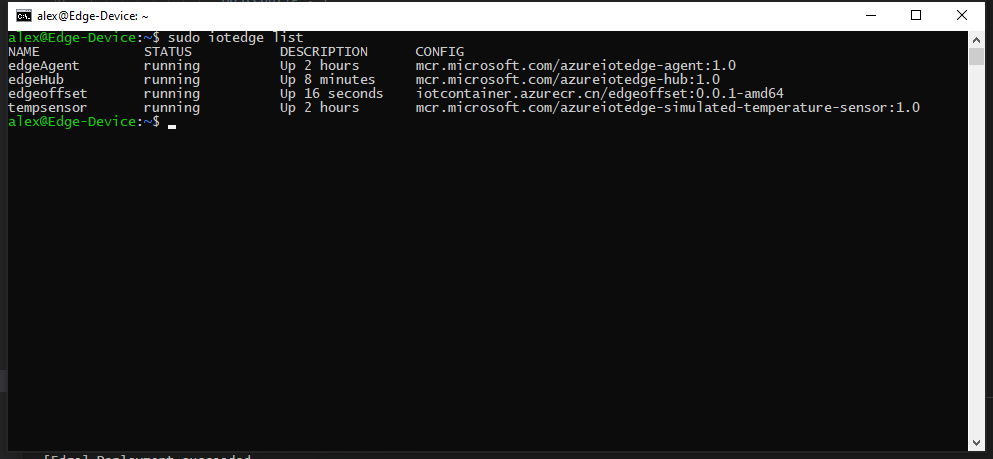 alex@Edge-Device: ~
alex@Edge-Device:~$ sudo iotedge list
NAME STATUS DESCRIPTION CONFIG
edgeAgent running Up 2 hours mcr.microsoft.com/azureiotedge-agent:1.0
edgeHub running Up 8 minutes mcr.microsoft.com/azureiotedge-hub:1.0
edgeoffset running Up 16 seconds iotcontainer.azurecr.cn/edgeoffset:0.0.1-amd64
tempsensor running Up 2 hours mcr.microsoft.com/azureiotedge-simulated-temperature-sensor:1.0
alex@Edge-Device:~$
[Edge] Deployment succeeded